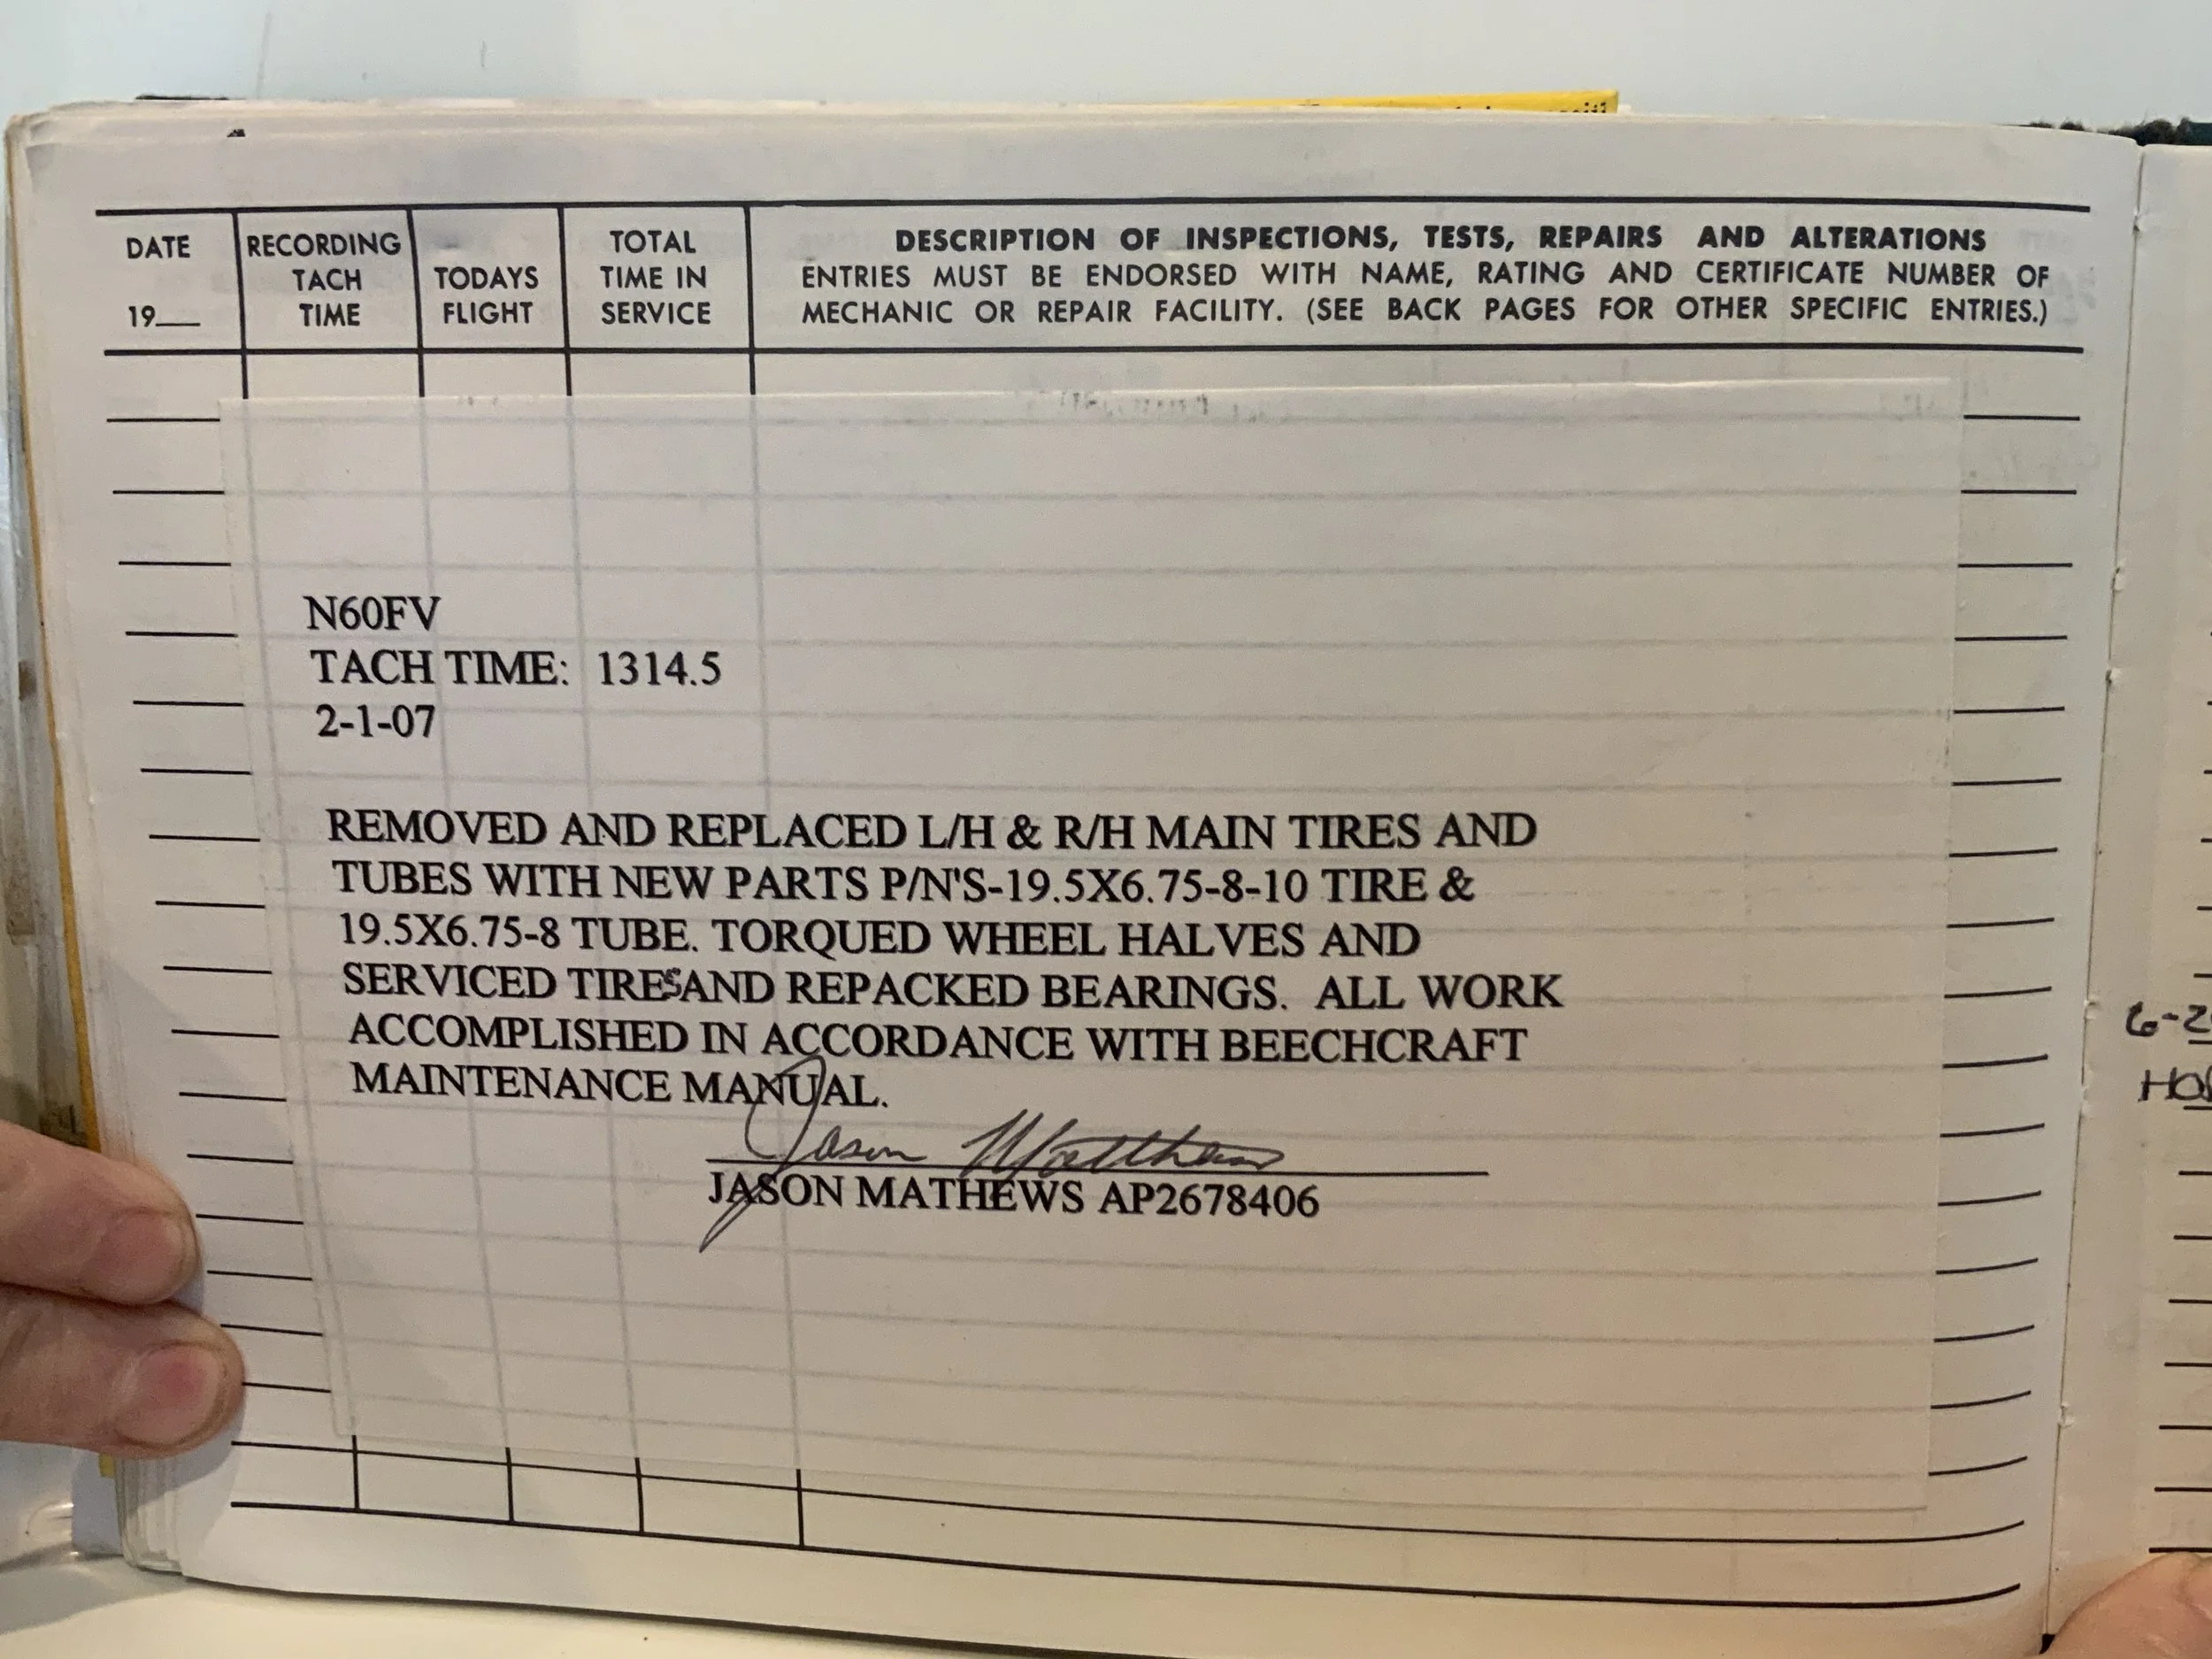 DATE
19
RECORDING
TACH
TIME
TODAYS
FLIGHT
TOTAL
TIME IN
SERVICE
DESCRIPTION OF INSPECTIONS, TESTS, REPAIRS AND ALTERATIONS
ENTRIES MUST BE ENDORSED WITH NAME, RATING AND CERTIFICATE NUMBER OF
MECHANIC OR REPAIR FACILITY. (SEE BACK PAGES FOR OTHER SPECIFIC ENTRIES.)
N60FV
TACH TIME: 1314.5
2-1-07
REMOVED AND REPLACED L/H & R/H MAIN TIRES AND
TUBES WITH NEW PARTS P/N'S-19.5X6.75-8-10 TIRE &
19.5X6.75-8 TUBE. TORQUED WHEEL HALVES AND
SERVICED TIRES AND REPACKED BEARINGS. ALL WORK
ACCOMPLISHED IN ACCORDANCE WITH BEECHCRAFT
MAINTENANCE MANUAL.
Jason Matthews
JASON MATHEWS AP2678406